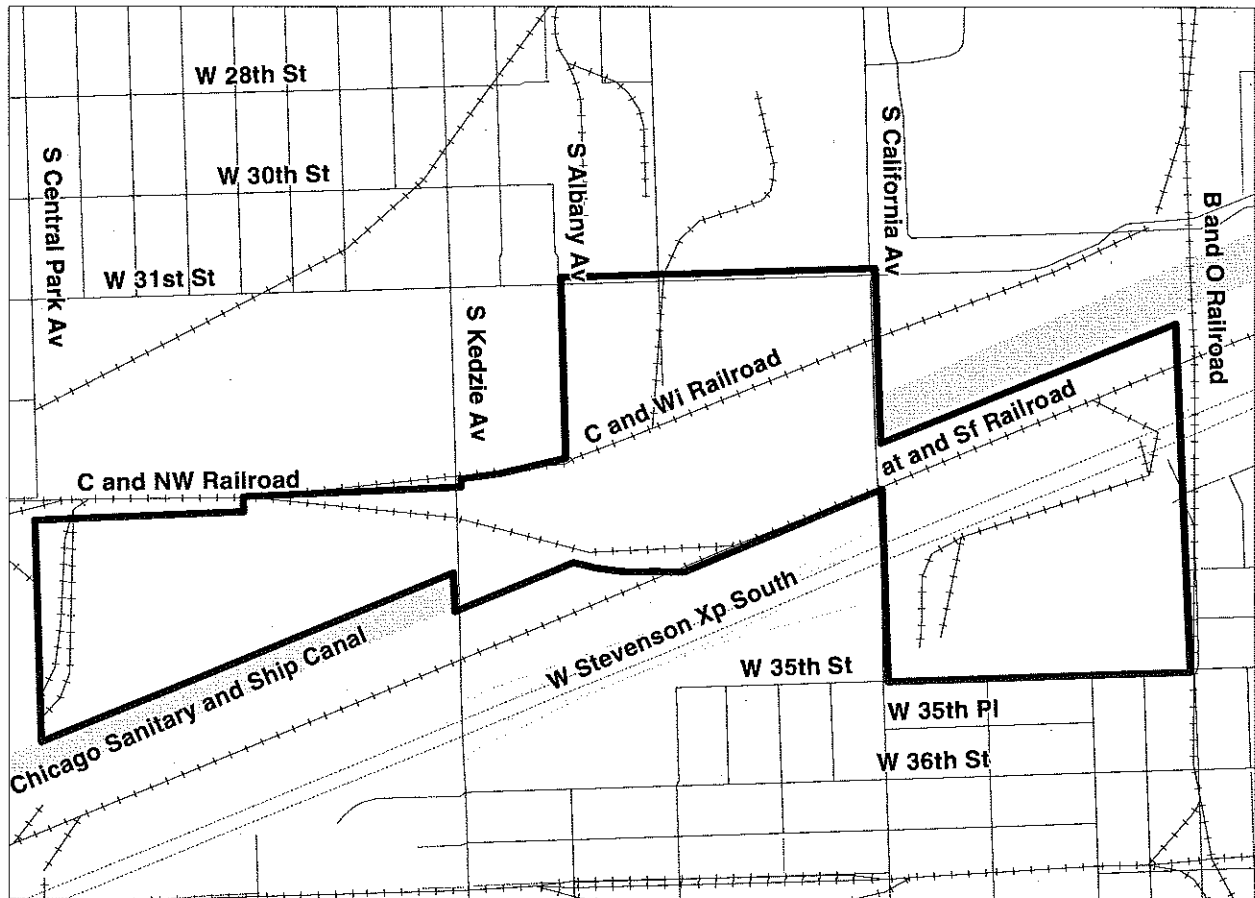 W 28th St
W 30th St
W 31st St
S Central Park Av
S Albany Av
S California Av
B and O Railroad
S Kedzie Av
C and Wi Railroad
at and Sf Railroad
C and NW Railroad
Chicago Sanitary and Ship Canal
W Stevenson Xp South
W 35th St
W 35th Pl
W 36th St